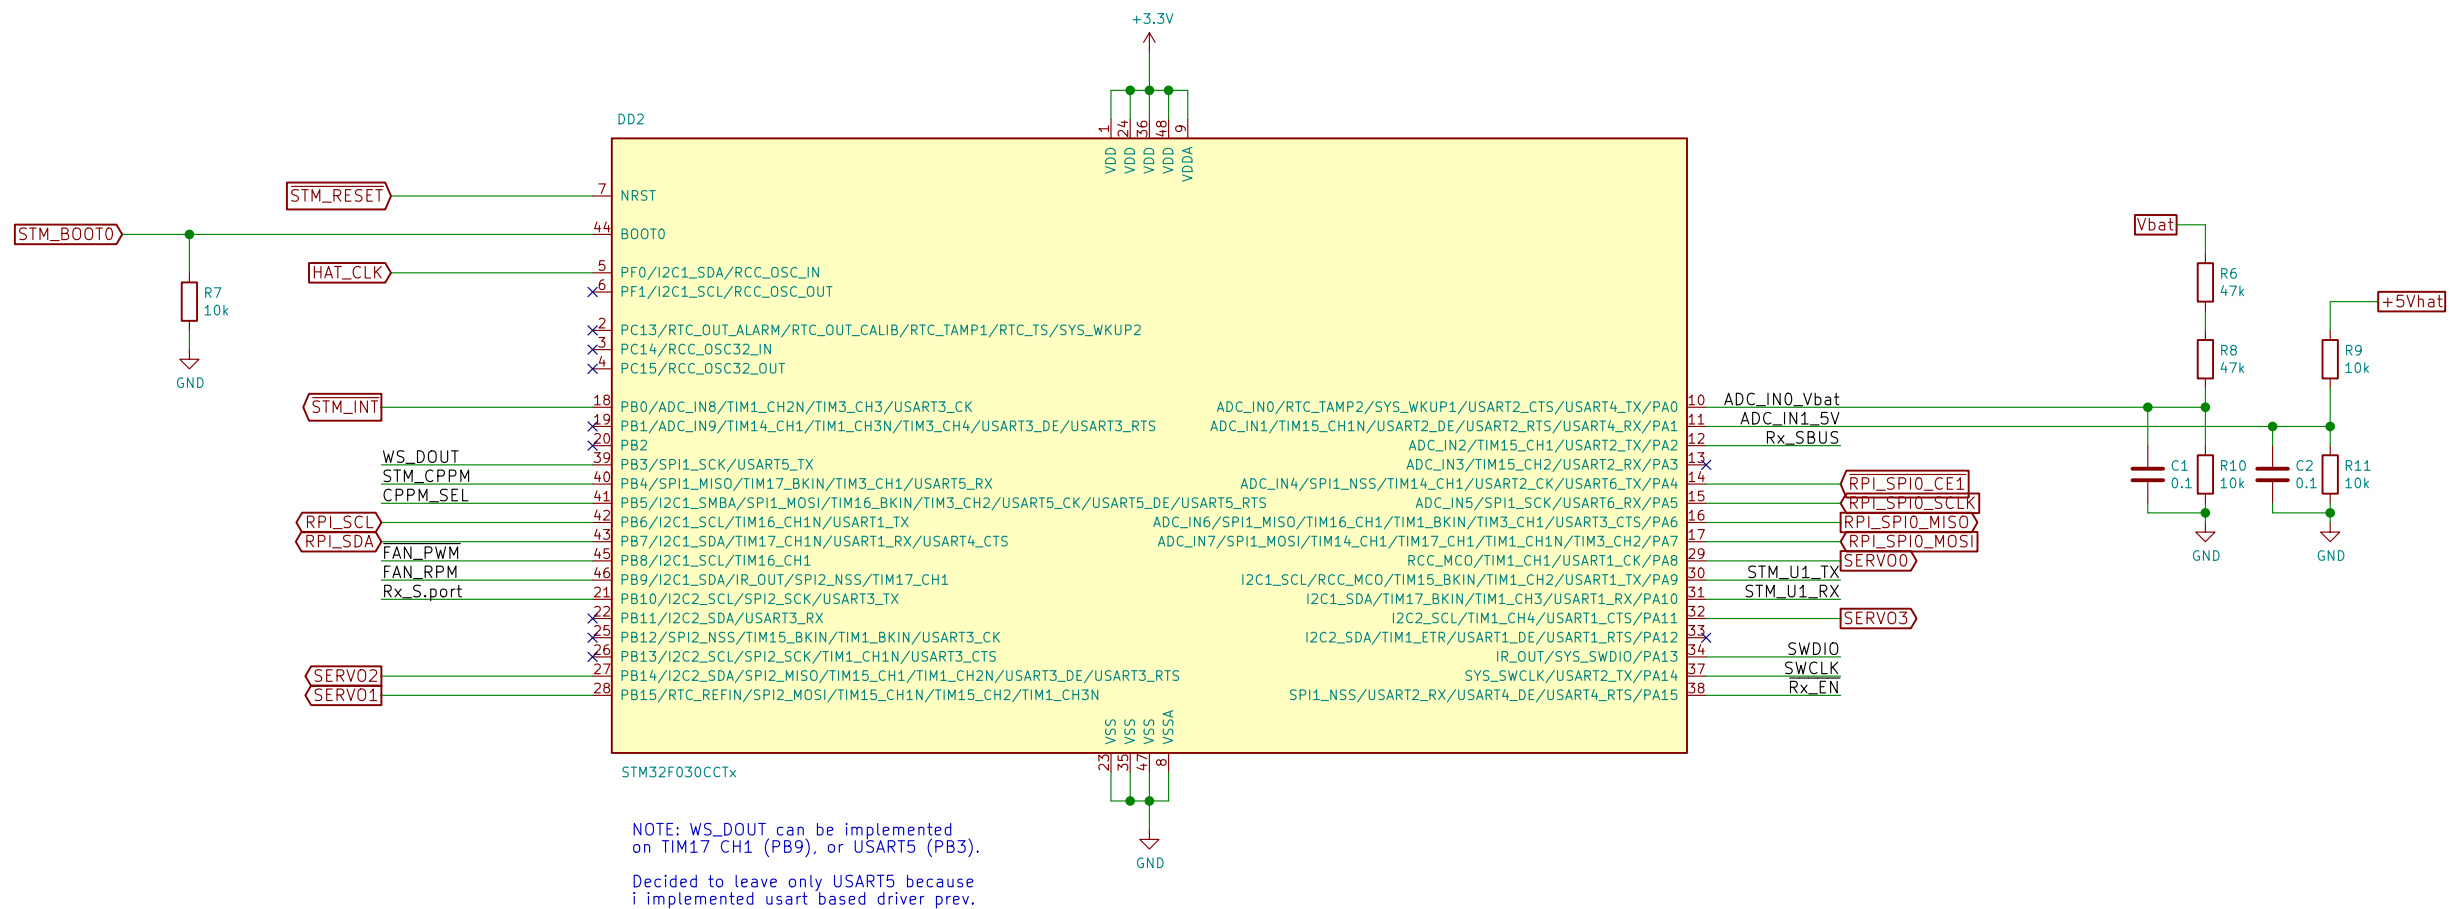 +3.3V
DD2
1
24
36
48
9
VDD
VDD
VDD
VDD
VDDA
STM_RESET
7
NRST
STM_BOOT0
44
BOOT0
R7
10k
GND
HAT_CLK
5
PF0/I2C1_SDA/RCC_OSC_IN
6
PF1/I2C1_SCL/RCC_OSC_OUT
2
PC13/RTC_OUT_ALARM/RTC_OUT_CALIB/RTC_TAMP1/RTC_TS/SYS_WKUP2
3
PC14/RCC_OSC32_IN
4
PC15/RCC_OSC32_OUT
STM_INT
18
PB0/ADC_IN8/TIM1_CH2N/TIM3_CH3/USART3_CK
19
PB1/ADC_IN9/TIM14_CH1/TIM1_CH3N/TIM3_CH4/USART3_DE/USART3_RTS
20
PB2
WS_DOUT
39
PB3/SPI1_SCK/USART5_TX
STM_CPPM
40
PB4/SPI1_MISO/TIM17_BKIN/TIM3_CH1/USART5_RX
CPPM_SEL
41
PB5/I2C1_SMBA/SPI1_MOSI/TIM16_BKIN/TIM3_CH2/USART5_CK/USART5_DE/USART5_RTS
RPI_SCL
42
PB6/I2C1_SCL/TIM16_CH1N/USART1_TX
RPI_SDA
43
PB7/I2C1_SDA/TIM17_CH1N/USART1_RX/USART4_CTS
FAN_PWM
45
PB8/I2C1_SCL/TIM16_CH1
FAN_RPM
46
PB9/I2C1_SDA/IR_OUT/SPI2_NSS/TIM17_CH1
Rx_S.port
21
PB10/I2C2_SCL/SPI2_SCK/USART3_TX
22
PB11/I2C2_SDA/USART3_RX
25
PB12/SPI2_NSS/TIM15_BKIN/TIM1_BKIN/USART3_CK
26
PB13/I2C2_SCL/SPI2_SCK/TIM1_CH1N/USART3_CTS
SERVO2
27
PB14/I2C2_SDA/SPI2_MISO/TIM15_CH1/TIM1_CH2N/USART3_DE/USART3_RTS
SERVO1
28
PB15/RTC_REFIN/SPI2_MOSI/TIM15_CH1N/TIM15_CH2/TIM1_CH3N
ADC_IN0/RTC_TAMP2/SYS_WKUP1/USART2_CTS/USART4_TX/PA0
10
ADC_IN0_Vbat
ADC_IN1/TIM15_CH1N/USART2_DE/USART2_RTS/USART4_RX/PA1
11
ADC_IN1_5V
ADC_IN2/TIM15_CH1/USART2_TX/PA2
12
Rx_SBUS
ADC_IN3/TIM15_CH2/USART2_RX/PA3
13
ADC_IN4/SPI1_NSS/TIM14_CH1/USART2_CK/USART6_TX/PA4
14
RPI_SPI0_CE1
ADC_IN5/SPI1_SCK/USART6_RX/PA5
15
RPI_SPI0_SCLK
ADC_IN6/SPI1_MISO/TIM16_CH1/TIM1_BKIN/TIM3_CH1/USART3_CTS/PA6
16
RPI_SPI0_MISO
ADC_IN7/SPI1_MOSI/TIM14_CH1/TIM17_CH1/TIM1_CH1N/TIM3_CH2/PA7
17
RPI_SPI0_MOSI
RCC_MCO/TIM1_CH1/USART1_CK/PA8
29
SERVO0
I2C1_SCL/RCC_MCO/TIM15_BKIN/TIM1_CH2/USART1_TX/PA9
30
STM_U1_TX
I2C1_SDA/TIM17_BKIN/TIM1_CH3/USART1_RX/PA10
31
STM_U1_RX
I2C2_SCL/TIM1_CH4/USART1_CTS/PA11
32
SERVO3
I2C2_SDA/TIM1_ETR/USART1_DE/USART1_RTS/PA12
33
IR_OUT/SYS_SWDIO/PA13
34
SWDIO
SYS_SWCLK/USART2_TX/PA14
37
SWCLK
SPI1_NSS/USART2_RX/USART4_DE/USART4_RTS/PA15
38
Rx_EN
Vbat
R6
47k
+5Vhat
R8
47k
R9
10k
C1
0.1
R10
10k
C2
0.1
R11
10k
GND
GND
VSS
VSS
VSS
VSSA
23
35
47
8
STM32F030CCTx
GND
NOTE: WS_DOUT can be implemented
on TIM17 CH1 (PB9), or USART5 (PB3).
Decided to leave only USART5 because
i implemented usart based driver prev.